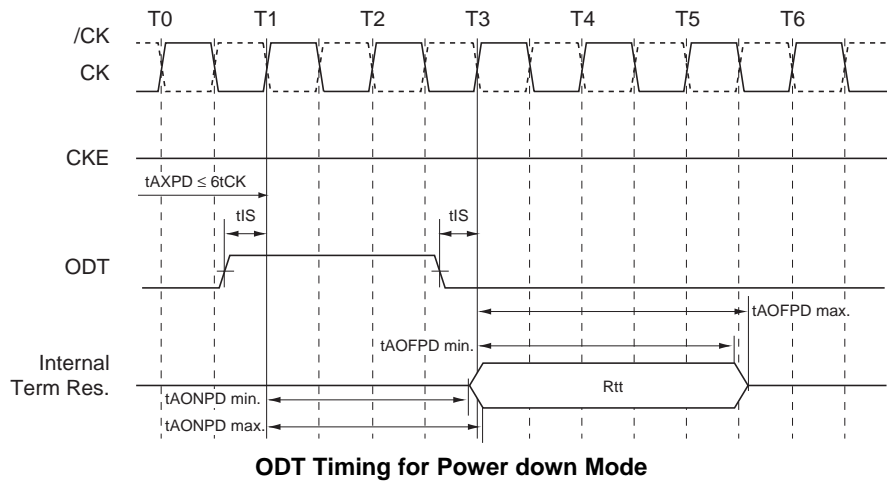 T0 T1 T2 T3 T4 T5 T6
/CK
CK
CKE
tAXPD ≤ 6tCK
tIS tIS
ODT
tAOFPD max.
tAOFPD min.
Internal
Term Res.
Rtt
tAONPD min.
tAONPD max.
ODT Timing for Power down Mode